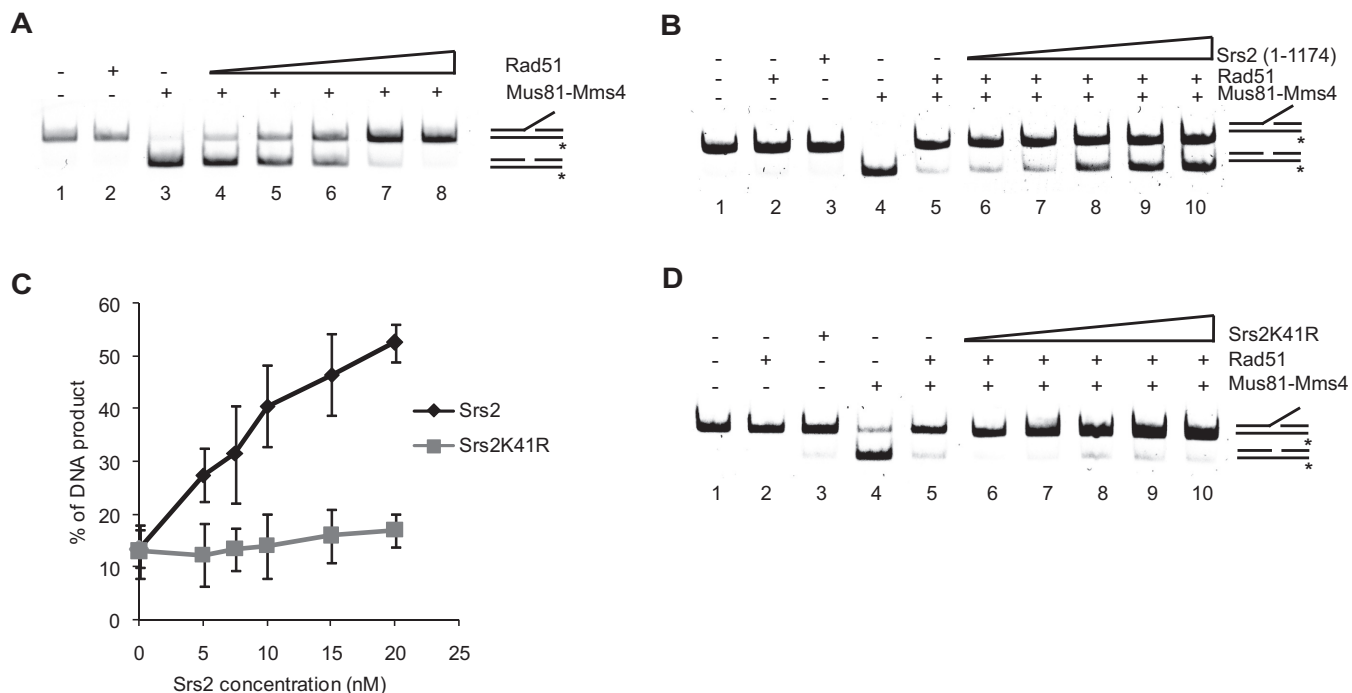 A
Rad51
- + -
Mus81-Mms4
- - + + + + + +
*
*
1 2 3 4 5 6 7 8
B
Srs2 (1-1174)
- - + - -
Rad51
- + - - + + + + + +
Mus81-Mms4
- - - + + + + + + +
*
*
1 2 3 4 5 6 7 8 9 10
C
% of DNA product
60
50
40
30
20
10
0
0 5 10 15 20 25
Srs2 concentration (nM)
Srs2
Srs2K41R
D
Srs2K41R
- - + - -
Rad51
- + - - + + + + + +
Mus81-Mms4
- - - + + + + + + +
*
*
1 2 3 4 5 6 7 8 9 10